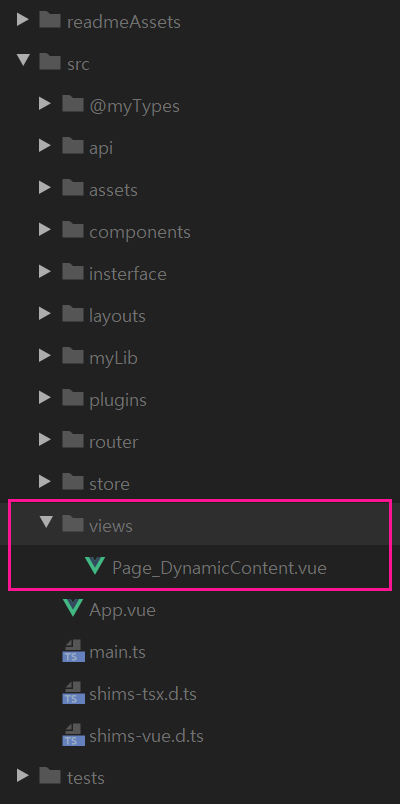 readmeAssets
src
@myTypes
api
assets
components
insterface
layouts
myLib
plugins
router
store
views
Page_DynamicContent.vue
App.vue
TS main.ts
TS shims-tsx.d.ts
TS shims-vue.d.ts
tests